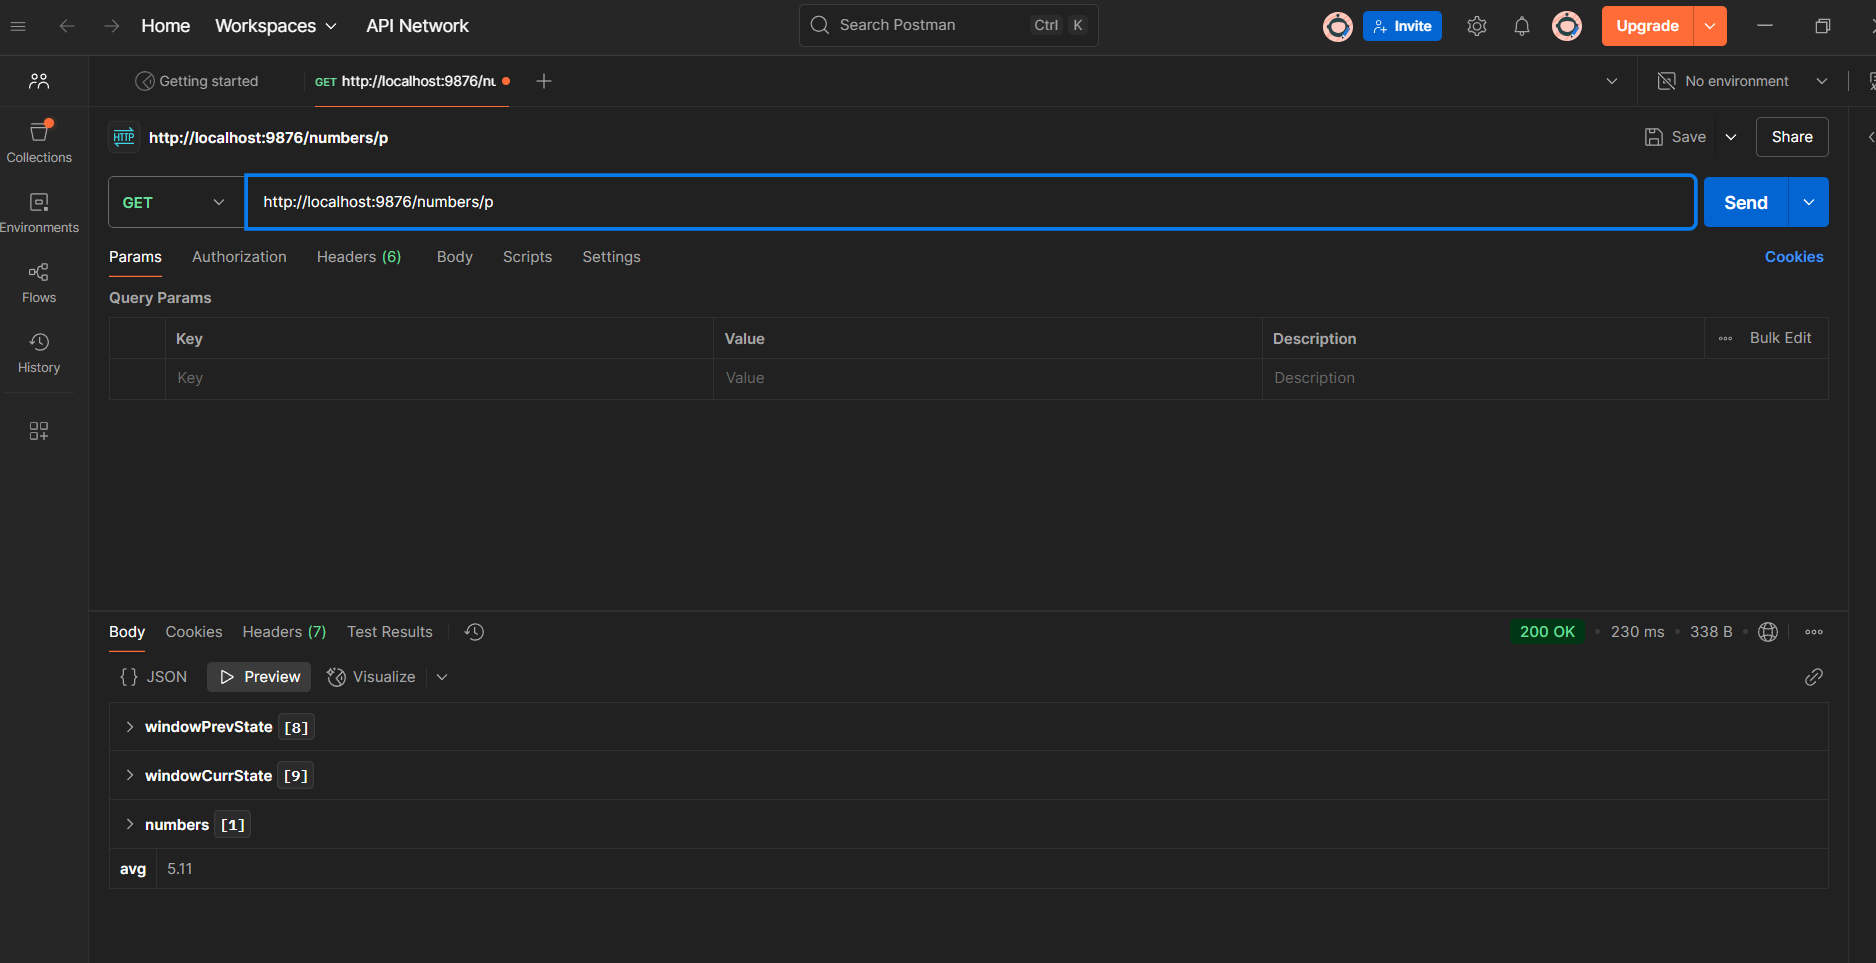 Home Workspaces API Network Search Postman Ctrl K Invite Upgrade
Getting started GET http://localhost:9876/nu No environment
HTTP http://localhost:9876/numbers/p Save Share
Collections
GET http://localhost:9876/numbers/p Send
Environments
Params Authorization Headers (6) Body Scripts Settings Cookies
Flows
Query Params
Key Value Description Bulk Edit
History
Key Value Description
Body Cookies Headers (7) Test Results 200 OK 230 ms 338 B
{} JSON Preview Visualize
windowPrevState [8]
windowCurrState [9]
numbers [1]
avg 5.11